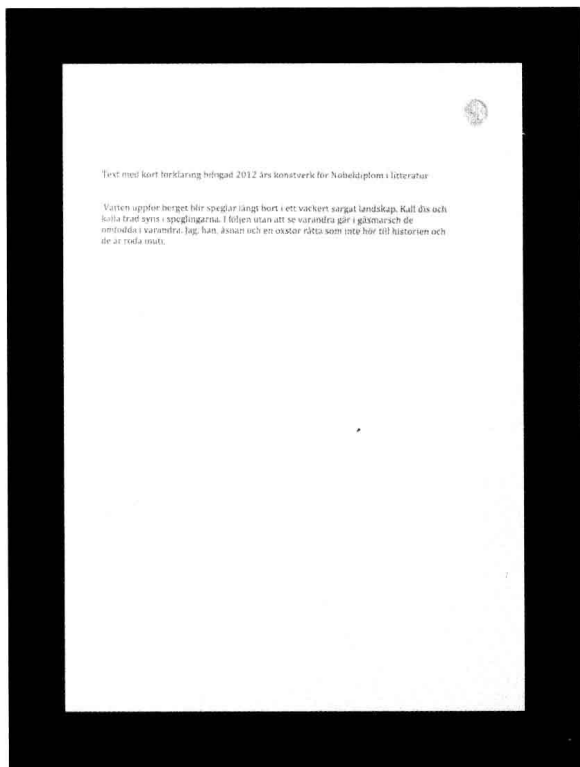 Text med kort förklaring bifogad 2012 års konstverk för Nobeldiplom i litteratur
Vatten uppför berget blir speglar långt bort i ett vackert sargat landskap. Kall dis och
kalla träd syns i speglingarna. I följen utan att se varandra går i gåsmarsch de
omfödda i varandra. Jag, han, åsnan och en oxstor råtta som inte hör till historien och
de är röda inuti.